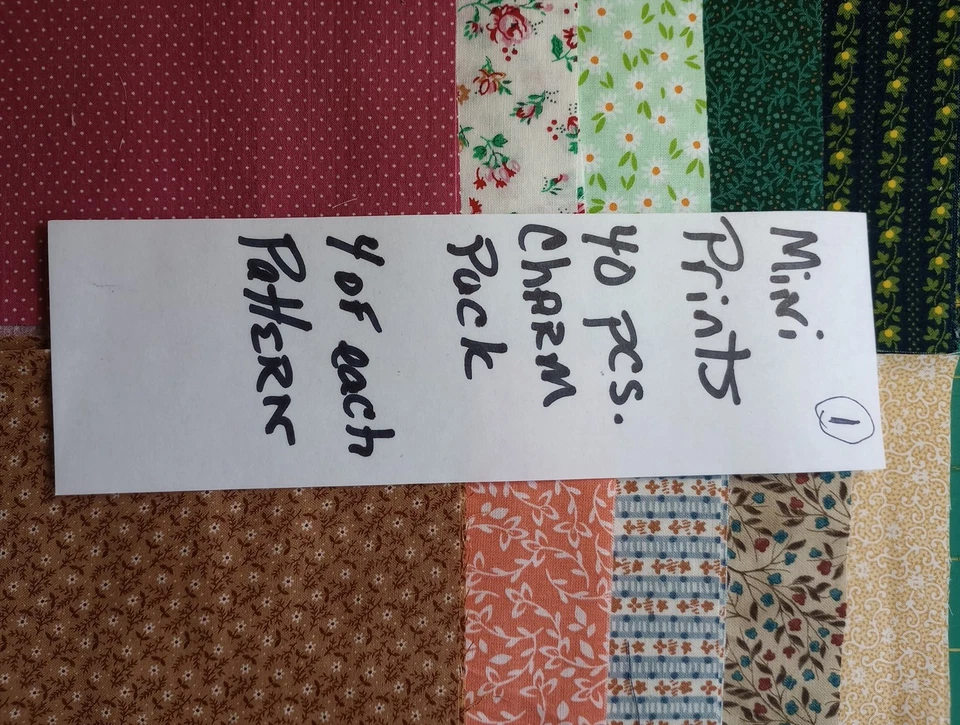 Mini
Prints
40 pcs.
CHARM
Pack
4 of each
PatteRN
1